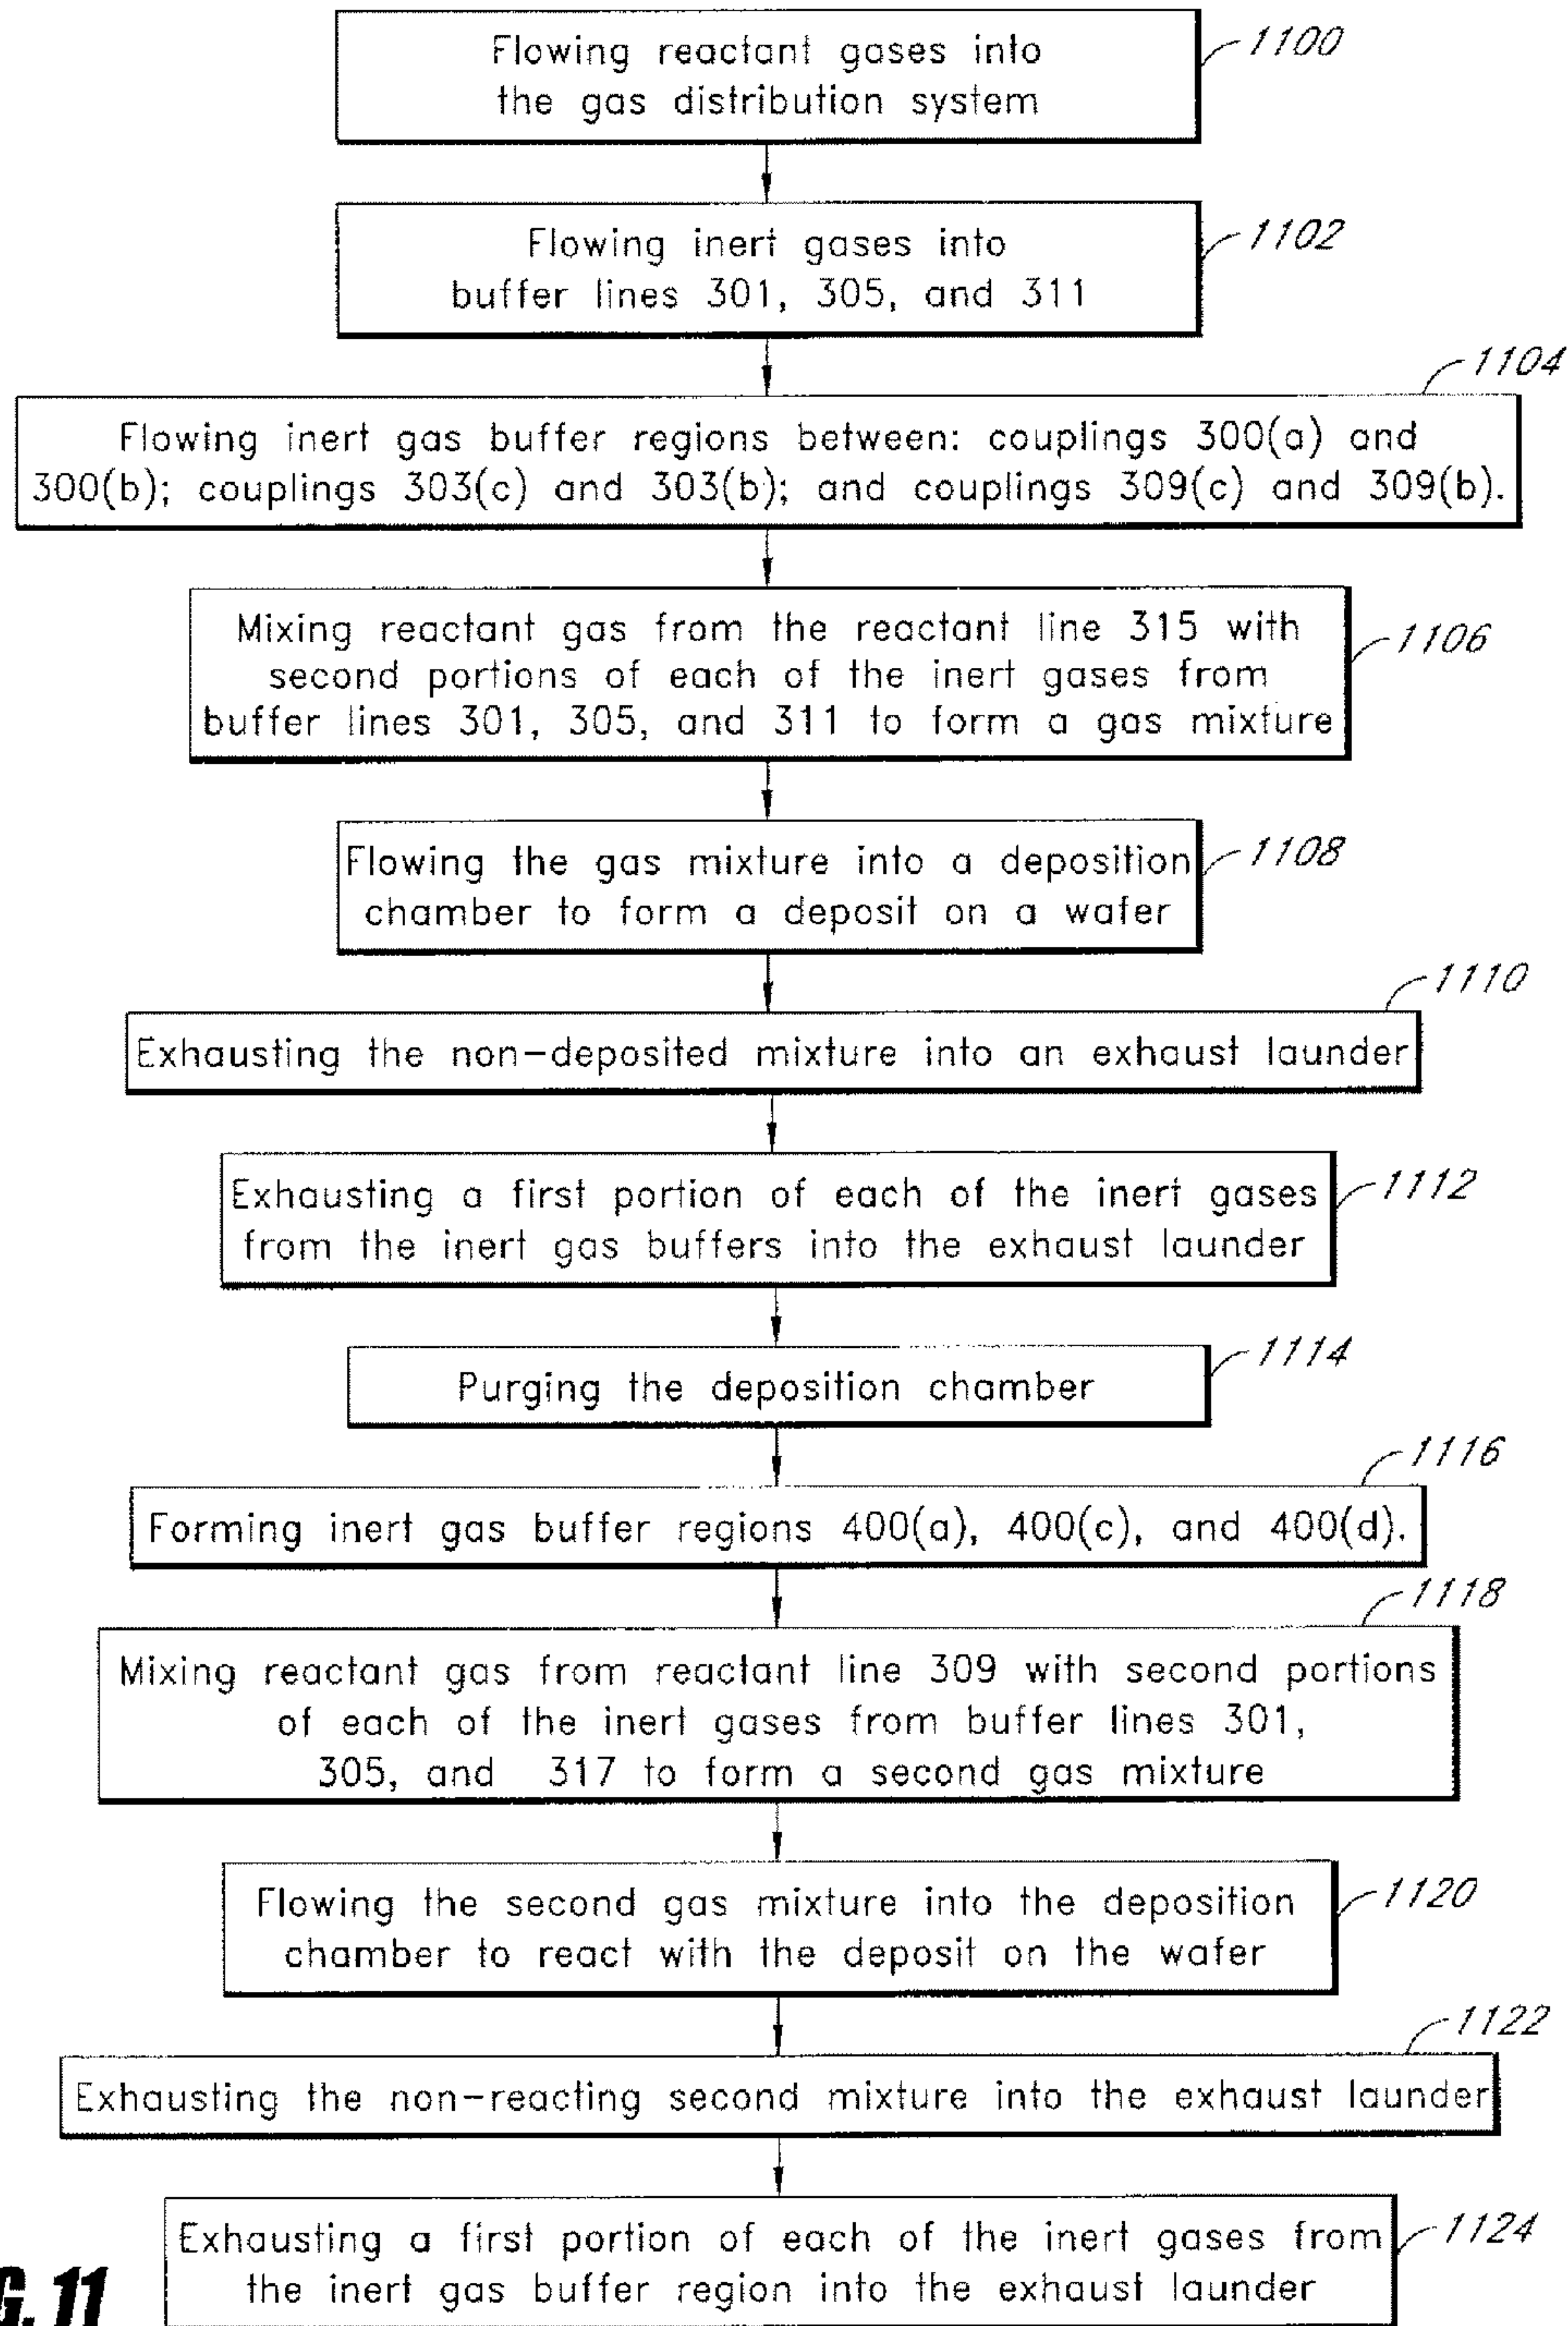 Flowing reactant gases into
the gas distribution system
1100
Flowing inert gases into
buffer lines 301, 305, and 311
1102
1104
Flowing inert gas buffer regions between: couplings 300(a) and
300(b); couplings 303(c) and 303(b); and couplings 309(c) and 309(b).
Mixing reactant gas from the reactant line 315 with
second portions of each of the inert gases from
buffer lines 301, 305, and 311 to form a gas mixture
1106
Flowing the gas mixture into a deposition
chamber to form a deposit on a wafer
1108
1110
Exhausting the non-deposited mixture into an exhaust launder
Exhausting a first portion of each of the inert gases
from the inert gas buffers into the exhaust launder
1112
1114
Purging the deposition chamber
1116
Forming inert gas buffer regions 400(a), 400(c), and 400(d).
1118
Mixing reactant gas from reactant line 309 with second portions
of each of the inert gases from buffer lines 301,
305, and 317 to form a second gas mixture
Flowing the second gas mixture into the deposition
chamber to react with the deposit on the wafer
1120
1122
Exhausting the non-reacting second mixture into the exhaust launder
Exhausting a first portion of each of the inert gases from
the inert gas buffer region into the exhaust launder
1124
G. 11